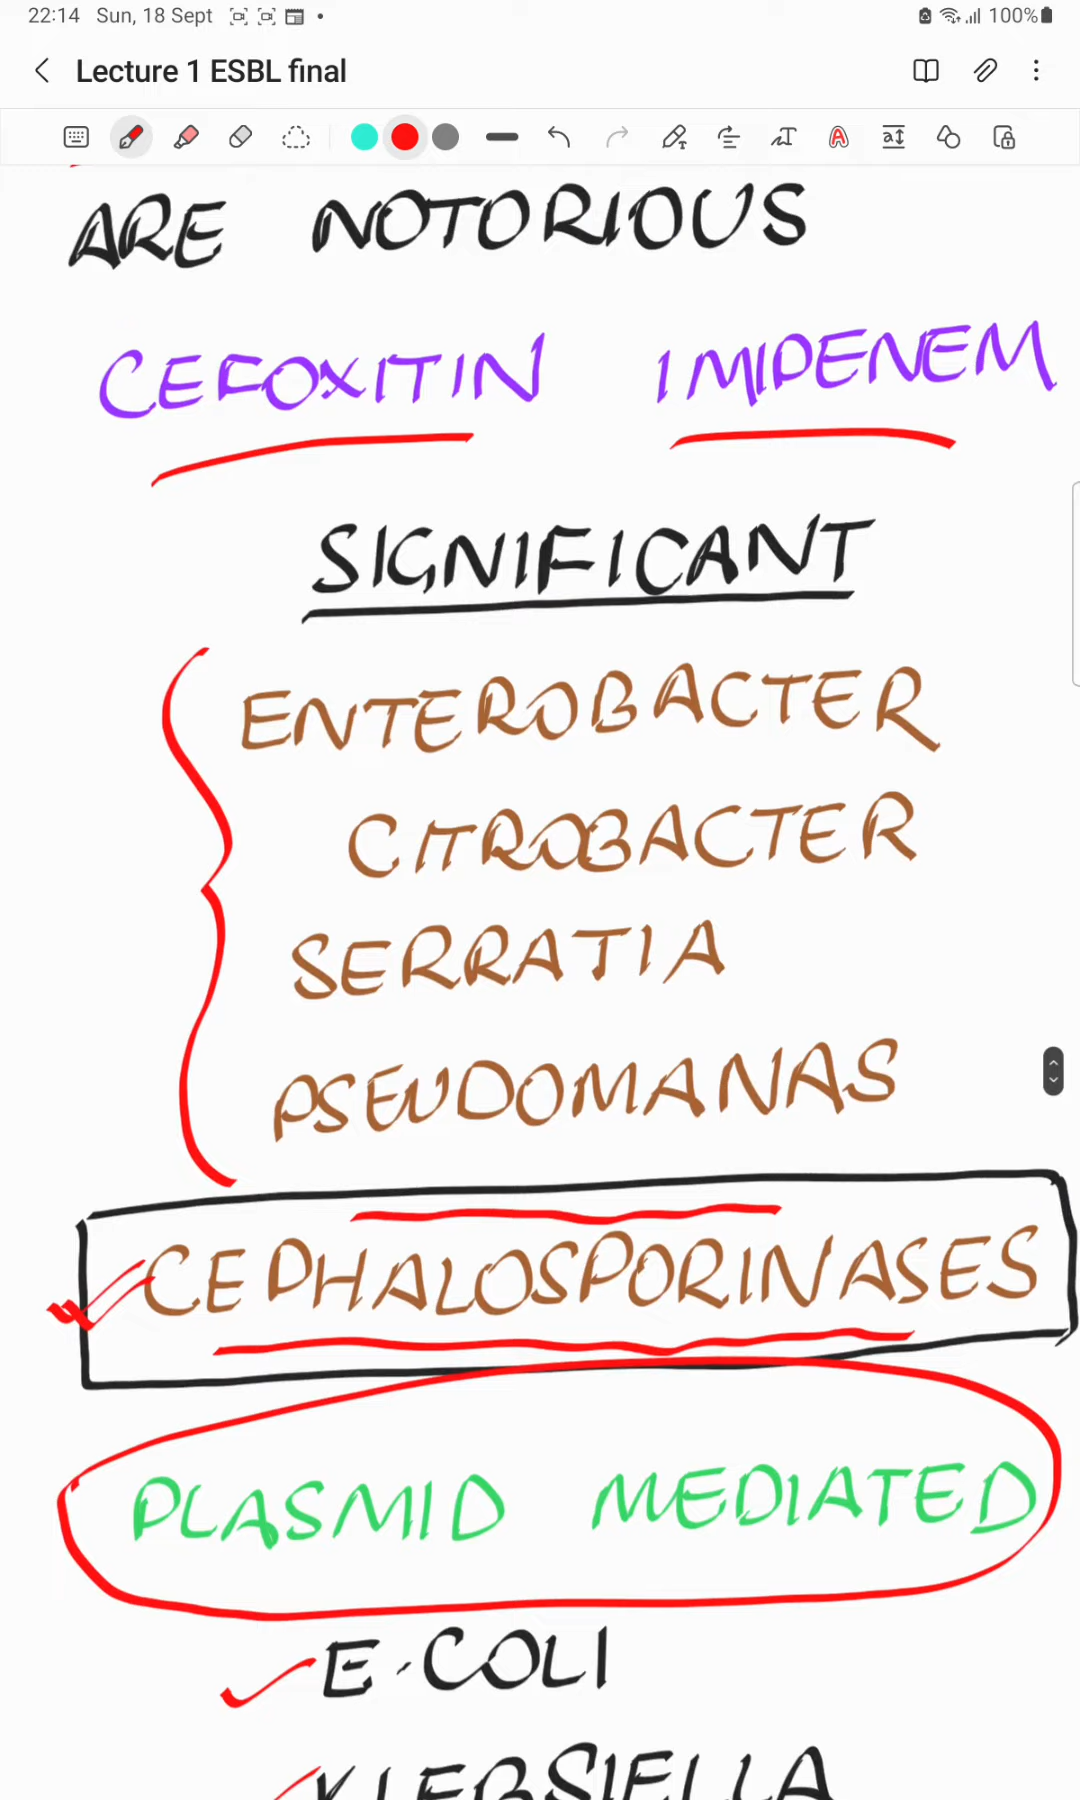 22:14 Sun, 18 Sept 100%
Lecture 1 ESBL final
ARE NOTORIOUS
CEFOXITIN IMIPENEM
SIGNIFICANT
ENTEROBACTER
CITROBACTER
SERRATIA
PSEUDOMANAS
CEPHALOSPORINASES
PLASMID MEDIATED
E.COLI
KLEBSIELLA